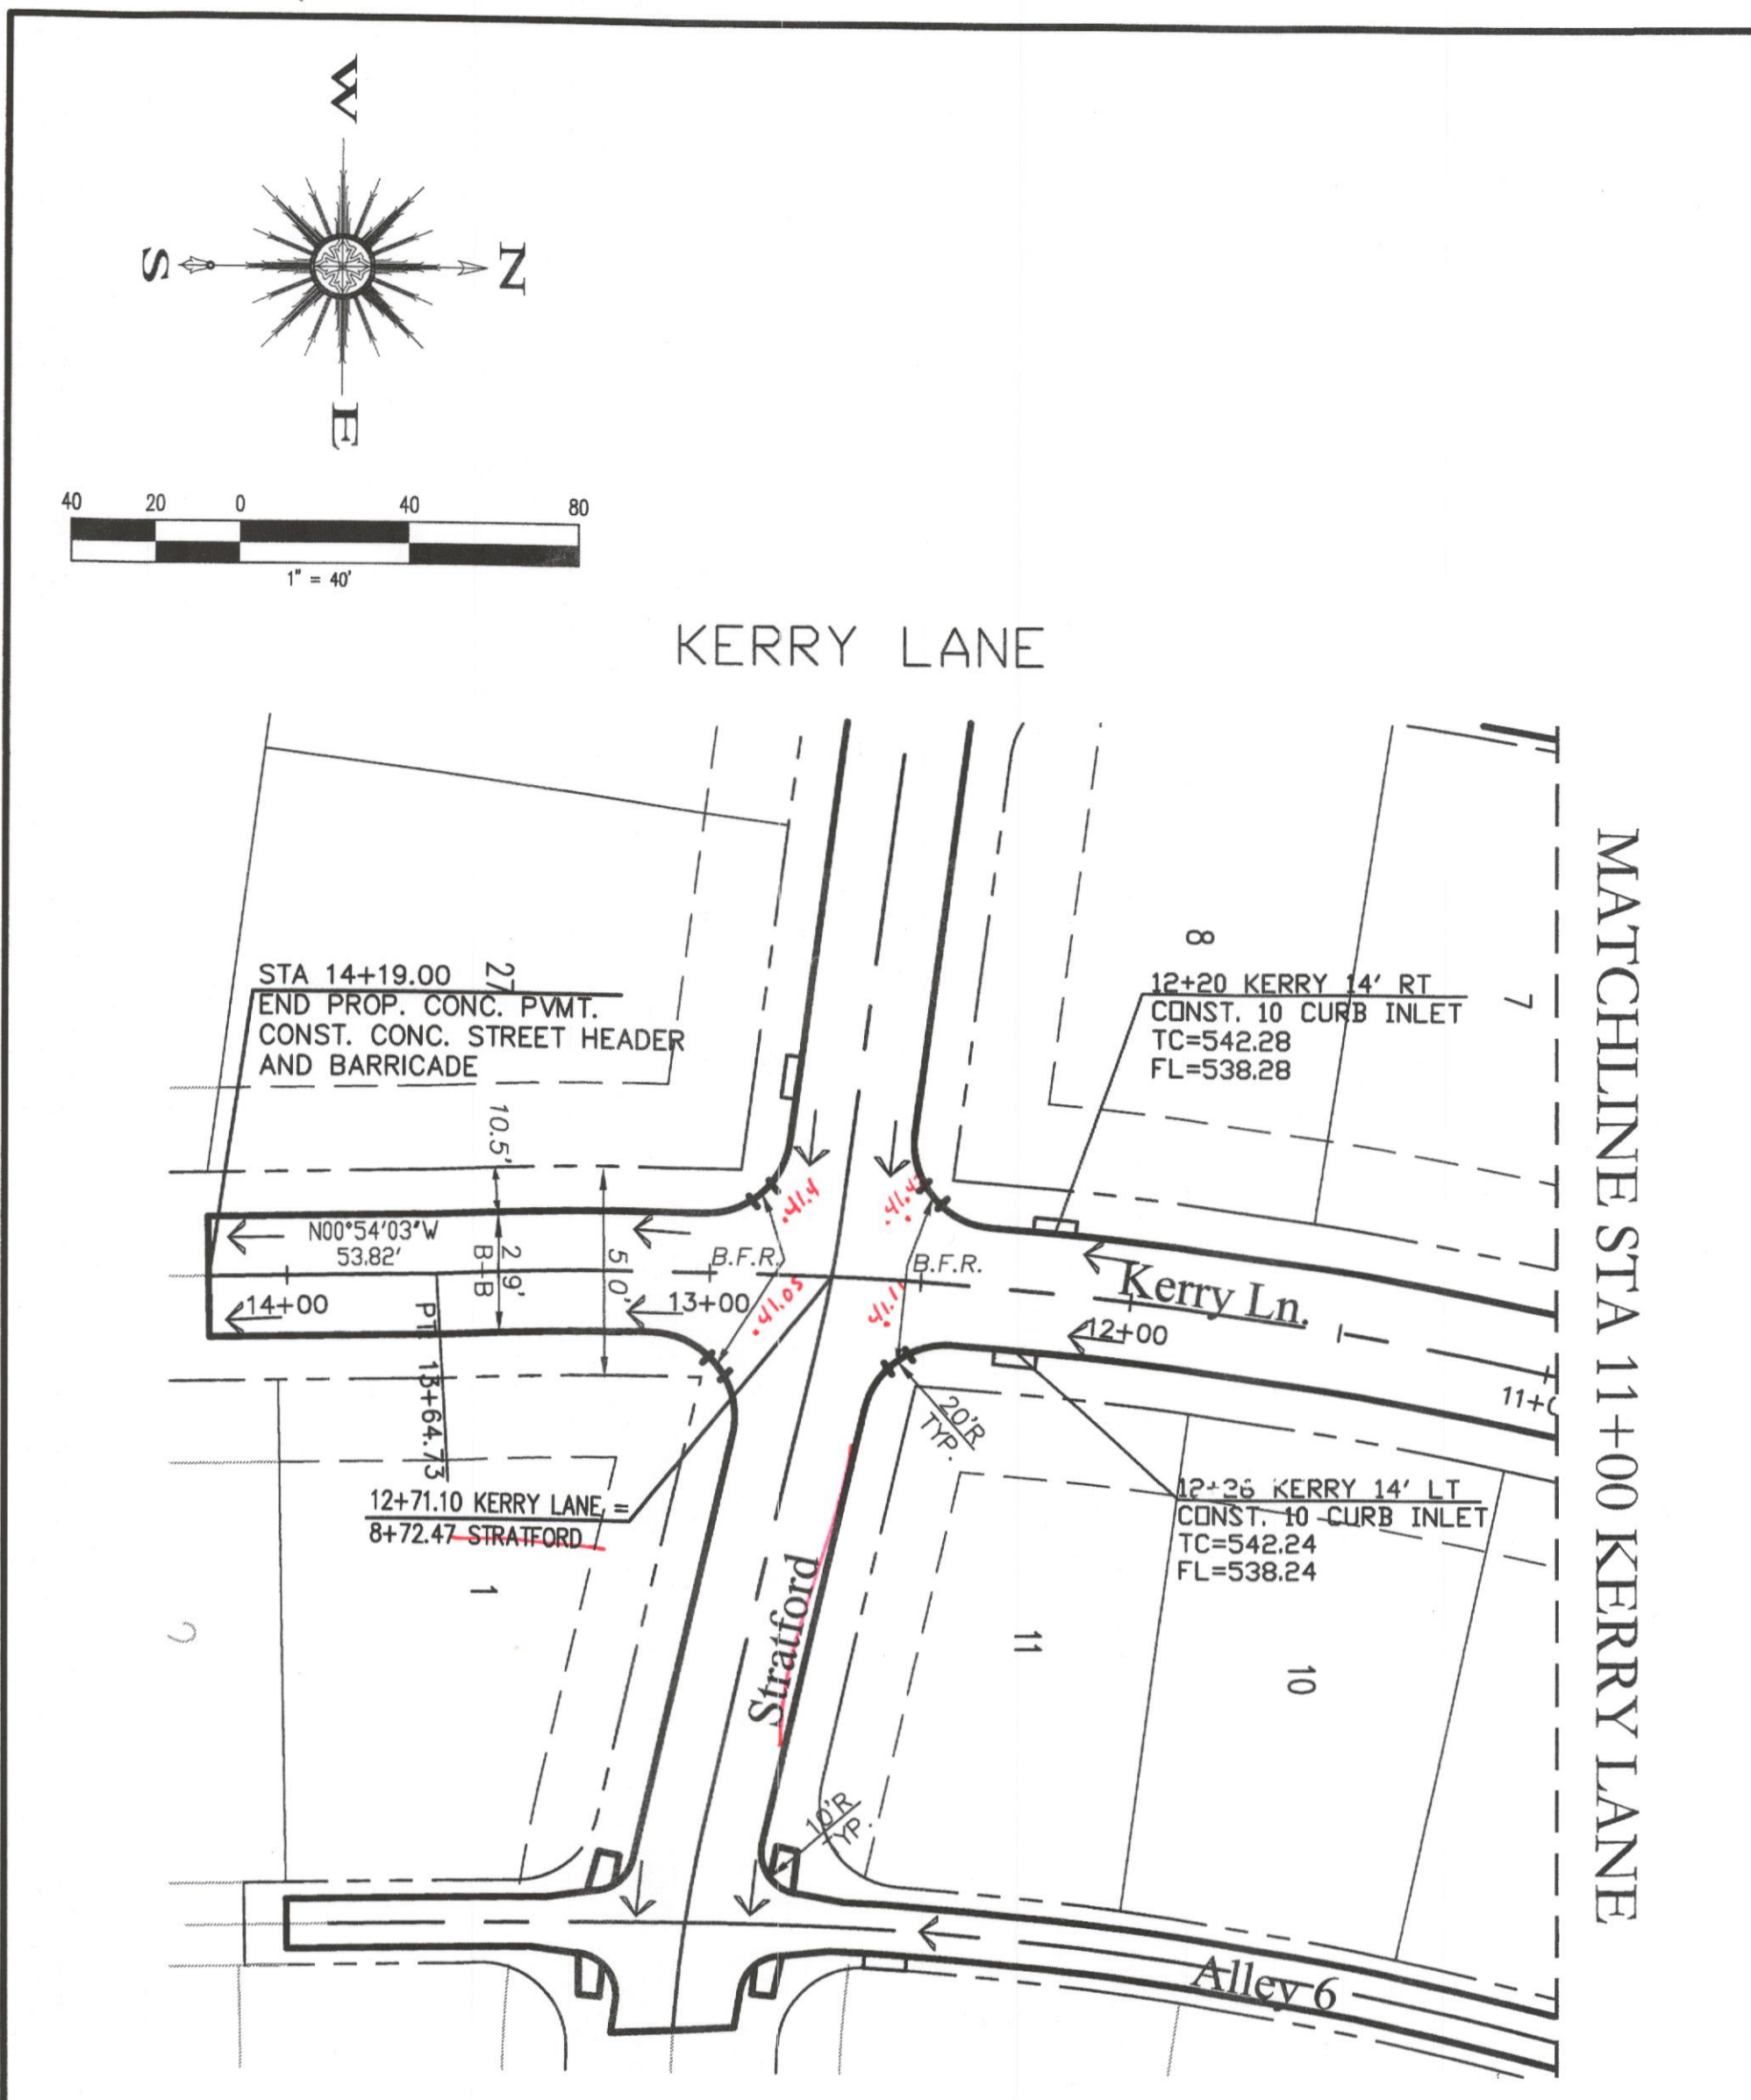 W
S
N
E
40 20 0 40 80
1" = 40'
KERRY LANE
MATCHLINE STA 11+00 KERRY LANE
8
7
27
STA 14+19.00
END PROP. CONC. PVMT.
CONST. CONC. STREET HEADER
AND BARRICADE
12+20 KERRY 14' RT
CONST. 10 CURB INLET
TC=542.28
FL=538.28
10.5'
.41.4
N00°54'03"W
53.82'
29'
B-B
50'
B.F.R.
B.F.R.
.41.05
14+00
13+00
Kerry Ln.
12+00
11+0
PT 13+64.73
20'R
TYP.
12+71.10 KERRY LANE =
8+72.47 STRATFORD
12+26 KERRY 14' LT
CONST. 10 CURB INLET
TC=542.24
FL=538.24
1
Stratford
11
10
10'R
YP.
Alley 6